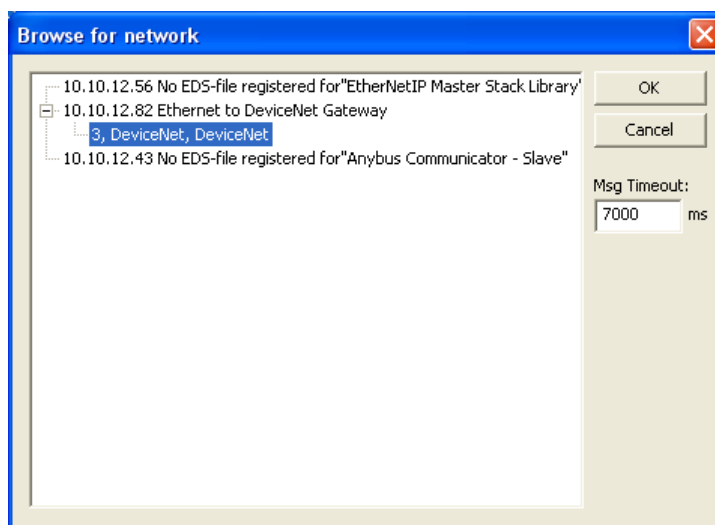 Browse for network
10.10.12.56 No EDS-file registered for"EtherNetIP Master Stack Library'
10.10.12.82 Ethernet to DeviceNet Gateway
3, DeviceNet, DeviceNet
10.10.12.43 No EDS-file registered for"Anybus Communicator - Slave"
OK
Cancel
Msg Timeout:
7000 ms